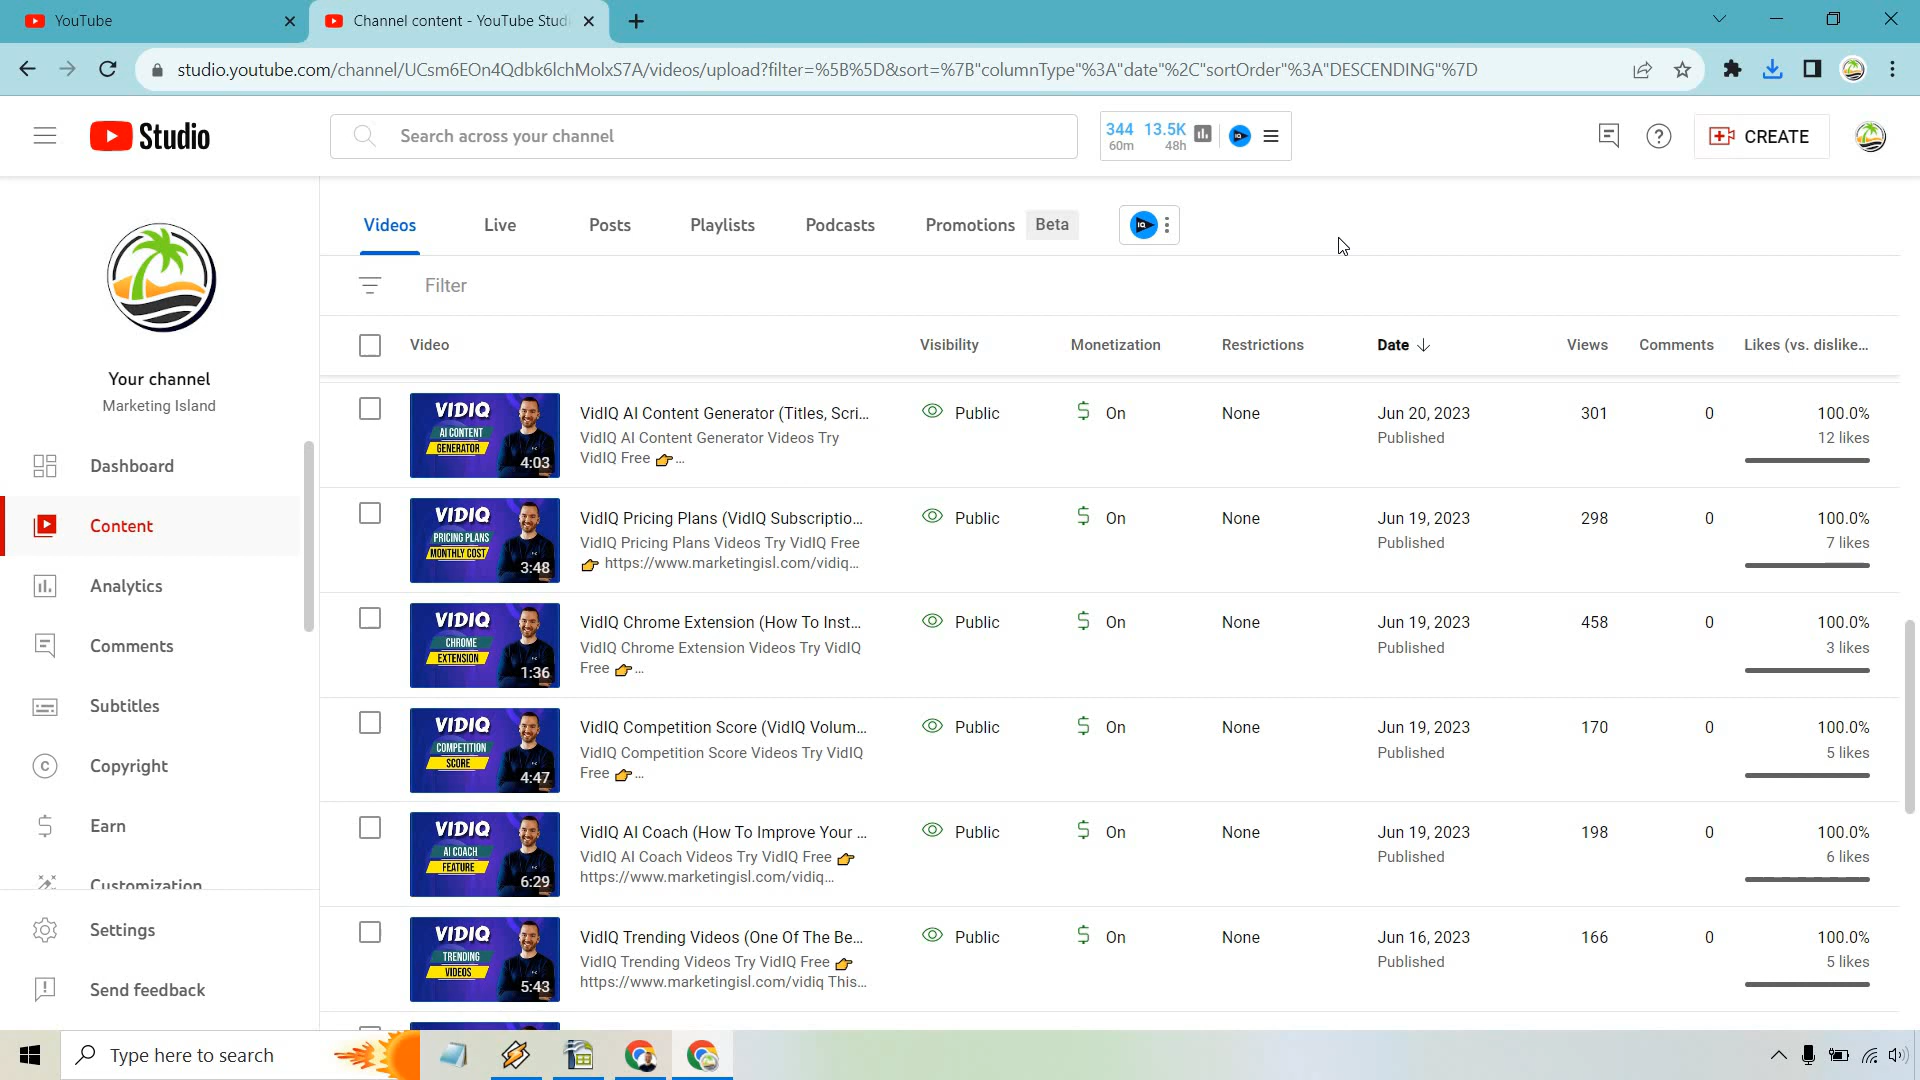 YouTube
Channel content - YouTube Stud
studio.youtube.com/channel/UCsm6EOn4Qdbk6lchMolxS7A/videos/upload?filter=%5B%5D&sort=%7B"columnType"%3A"date"%2C"sortOrder"%3A"DESCENDING"%7D
Studio
Search across your channel
344 13.5K
60m 48h
IQ
CREATE
Videos Live Posts Playlists Podcasts Promotions Beta
IQ
Filter
Video Visibility Monetization Restrictions Date Views Comments Likes (vs. dislike...
Your channel
Marketing Island
Dashboard
Content
Analytics
Comments
Subtitles
Copyright
Earn
Customization
Settings
Send feedback
VIDIQ
AI CONTENT
GENERATOR
4:03
VidIQ AI Content Generator (Titles, Scri... Public On None Jun 20, 2023 301 0 100.0%
VidIQ AI Content Generator Videos Try Published 12 likes
VidIQ Free 👉...
VIDIQ
PRICING PLANS
MONTHLY COST
3:48
VidIQ Pricing Plans (VidIQ Subscriptio... Public On None Jun 19, 2023 298 0 100.0%
VidIQ Pricing Plans Videos Try VidIQ Free Published 7 likes
👉 https://www.marketingisl.com/vidiq...
VIDIQ
CHROME
EXTENSION
1:36
VidIQ Chrome Extension (How To Inst... Public On None Jun 19, 2023 458 0 100.0%
VidIQ Chrome Extension Videos Try VidIQ Published 3 likes
Free 👉...
VIDIQ
COMPETITION
SCORE
4:47
VidIQ Competition Score (VidIQ Volum... Public On None Jun 19, 2023 170 0 100.0%
VidIQ Competition Score Videos Try VidIQ Published 5 likes
Free 👉...
VIDIQ
AI COACH
FEATURE
6:29
VidIQ AI Coach (How To Improve Your ... Public On None Jun 19, 2023 198 0 100.0%
VidIQ AI Coach Videos Try VidIQ Free 👉 Published 6 likes
https://www.marketingisl.com/vidiq...
VIDIQ
TRENDING
VIDEOS
5:43
VidIQ Trending Videos (One Of The Be... Public On None Jun 16, 2023 166 0 100.0%
VidIQ Trending Videos Try VidIQ Free 👉 Published 5 likes
https://www.marketingisl.com/vidiq This...
Type here to search